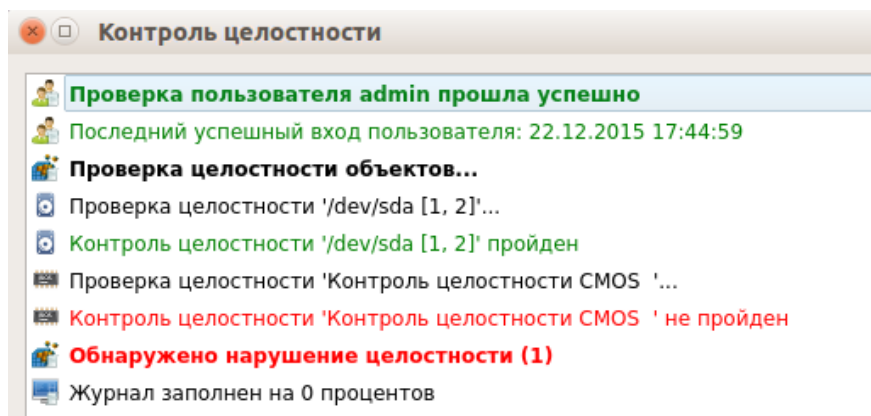 Контроль целостности
Проверка пользователя admin прошла успешно
Последний успешный вход пользователя: 22.12.2015 17:44:59
Проверка целостности объектов...
Проверка целостности '/dev/sda [1, 2]'...
Контроль целостности '/dev/sda [1, 2]' пройден
Проверка целостности 'Контроль целостности CMOS  '...
Контроль целостности 'Контроль целостности CMOS  ' не пройден
Обнаружено нарушение целостности (1)
Журнал заполнен на 0 процентов